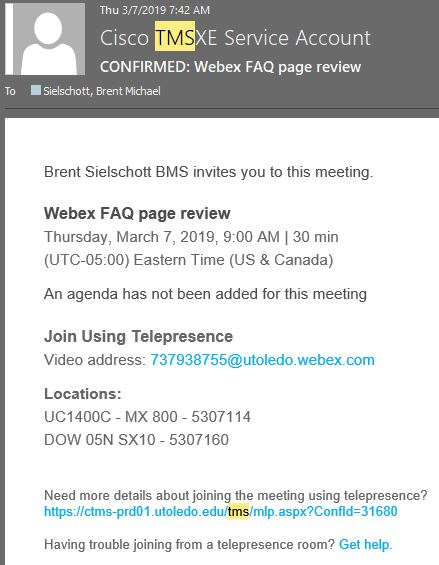 Thu 3/7/2019 7:42 AM
Cisco TMSXE Service Account
CONFIRMED: Webex FAQ page review
To Sielschott, Brent Michael
Brent Sielschott BMS invites you to this meeting.
Webex FAQ page review
Thursday, March 7, 2019, 9:00 AM | 30 min
(UTC-05:00) Eastern Time (US & Canada)
An agenda has not been added for this meeting
Join Using Telepresence
Video address: 737938755@utoledo.webex.com
Locations:
UC1400C - MX 800 - 5307114
DOW 05N SX10 - 5307160
Need more details about joining the meeting using telepresence?
https://ctms-prd01.utoledo.edu/tms/mlp.aspx?ConfId=31680
Having trouble joining from a telepresence room? Get help.